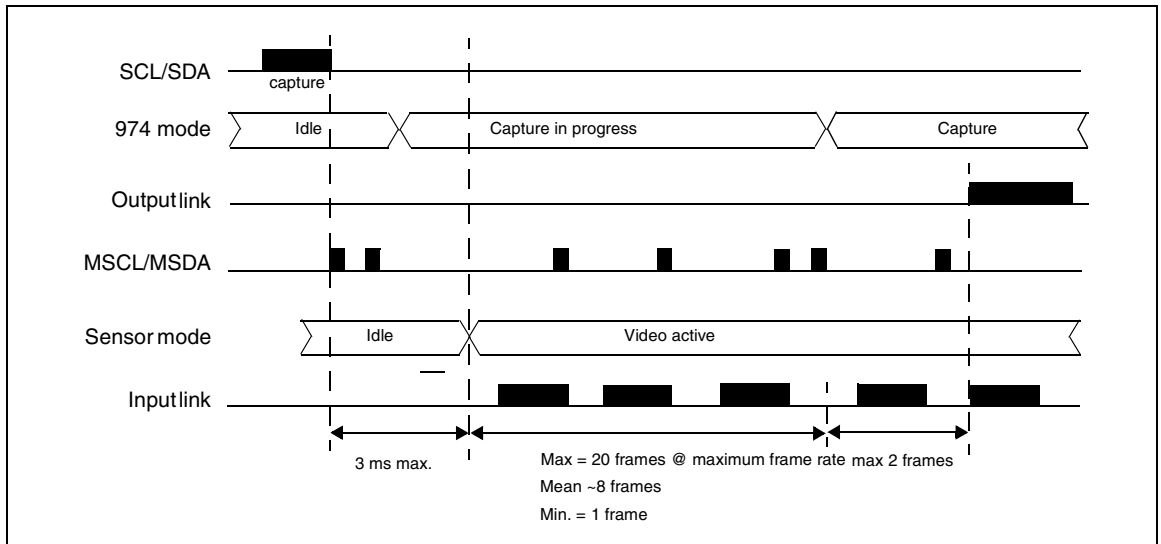 SCL/SDA
capture
974 mode
Idle
Capture in progress
Capture
Output link
MSCL/MSDA
Sensor mode
Idle
Video active
Input link
3 ms max.
Max = 20 frames @ maximum frame rate
max 2 frames
Mean ~8 frames
Min. = 1 frame